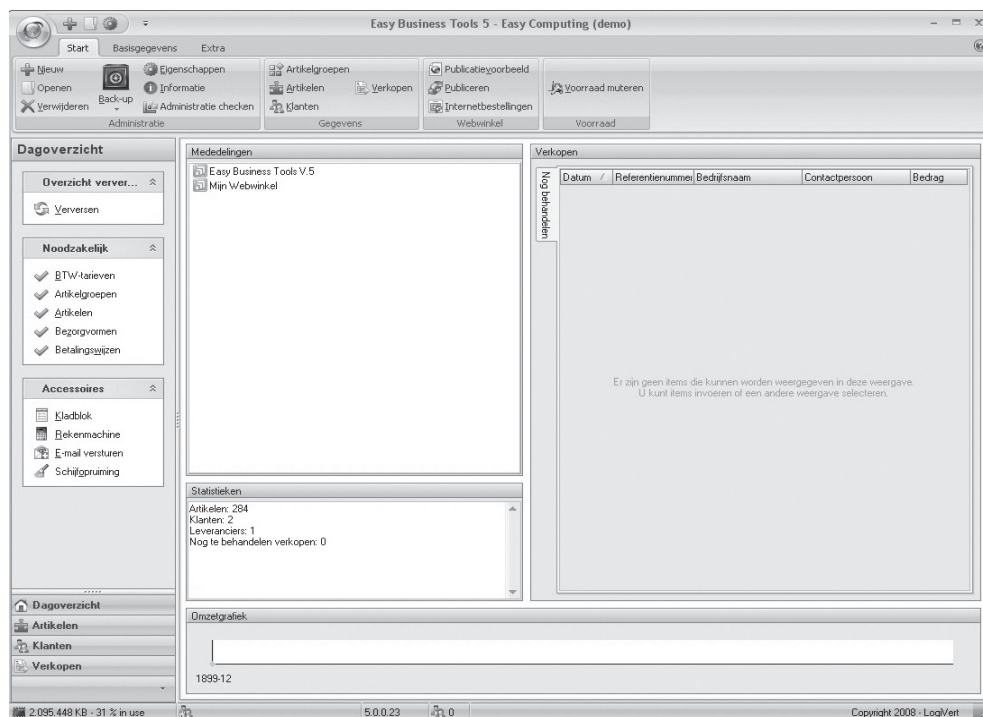 Easy Business Tools 5 - Easy Computing (demo)
Start Basisgegevens Extra
Nieuw
Openen
Verwijderen
Back-up
Eigenschappen
Informatie
Administratie checken
Administratie
Artikelgroepen
Artikelen
Klanten
Verkopen
Gegevens
Publicatievoorbeeld
Publiceren
Internetbestellingen
Webwinkel
Voorraad muteren
Voorraad
Dagoverzicht
Overzicht verver...
Verversen
Noodzakelijk
BTW-tarieven
Artikelgroepen
Artikelen
Bezorgvormen
Betalingswijzen
Accessoires
Kladblok
Rekenmachine
E-mail versturen
Schijfopruiming
Dagoverzicht
Artikelen
Klanten
Verkopen
Mededelingen
Easy Business Tools V.5
Mijn Webwinkel
Statistieken
Artikelen: 284
Klanten: 2
Leveranciers: 1
Nog te behandelen verkopen: 0
Verkopen
Nog behandelen
Datum Referentienummer Bedrijfsnaam Contactpersoon Bedrag
Er zijn geen items die kunnen worden weergegeven in deze weergave.
U kunt items invoeren of een andere weergave selecteren.
Omzetgrafiek
1899-12
2.095.448 KB - 31 % in use 5.0.0.23 0 Copyright 2008 - LogiVert